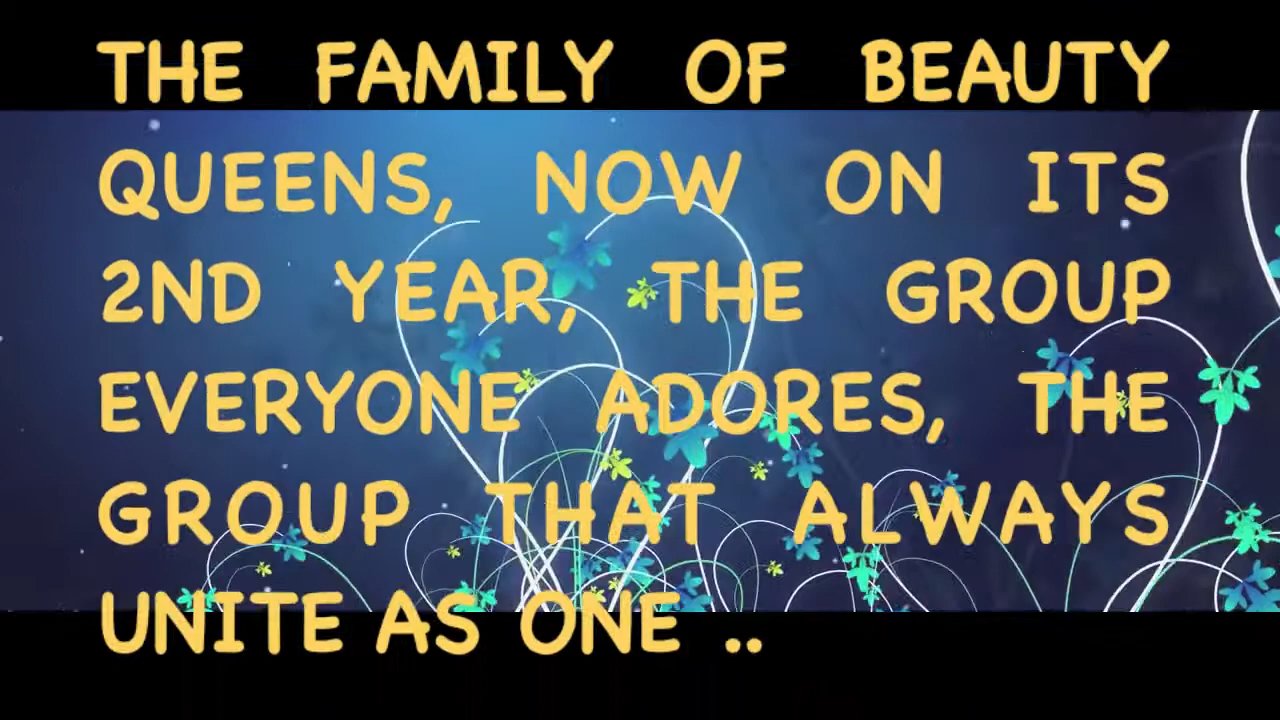 THE FAMILY OF BEAUTY
QUEENS, NOW ON ITS
2ND YEAR, THE GROUP
EVERYONE ADORES, THE
GROUP THAT ALWAYS
UNITE AS ONE ..